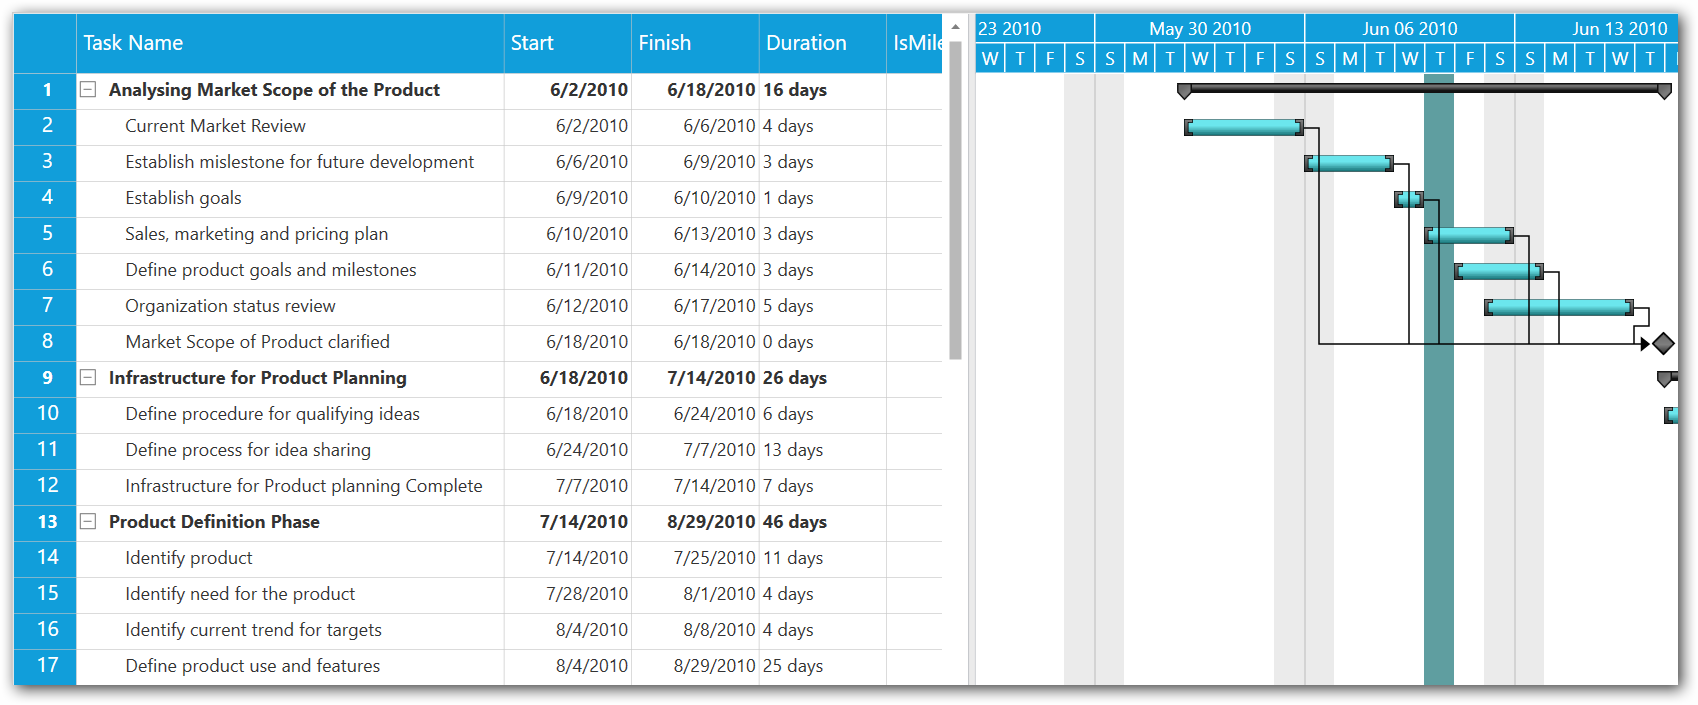 Task Name Start Finish Duration IsMile
1 Analysing Market Scope of the Product 6/2/2010 6/18/2010 16 days
2 Current Market Review 6/2/2010 6/6/2010 4 days
3 Establish mislestone for future development 6/6/2010 6/9/2010 3 days
4 Establish goals 6/9/2010 6/10/2010 1 days
5 Sales, marketing and pricing plan 6/10/2010 6/13/2010 3 days
6 Define product goals and milestones 6/11/2010 6/14/2010 3 days
7 Organization status review 6/12/2010 6/17/2010 5 days
8 Market Scope of Product clarified 6/18/2010 6/18/2010 0 days
9 Infrastructure for Product Planning 6/18/2010 7/14/2010 26 days
10 Define procedure for qualifying ideas 6/18/2010 6/24/2010 6 days
11 Define process for idea sharing 6/24/2010 7/7/2010 13 days
12 Infrastructure for Product planning Complete 7/7/2010 7/14/2010 7 days
13 Product Definition Phase 7/14/2010 8/29/2010 46 days
14 Identify product 7/14/2010 7/25/2010 11 days
15 Identify need for the product 7/28/2010 8/1/2010 4 days
16 Identify current trend for targets 8/4/2010 8/8/2010 4 days
17 Define product use and features 8/4/2010 8/29/2010 25 days
23 2010 May 30 2010 Jun 06 2010 Jun 13 2010
W T F S S M T W T F S S M T W T F S S M T W T